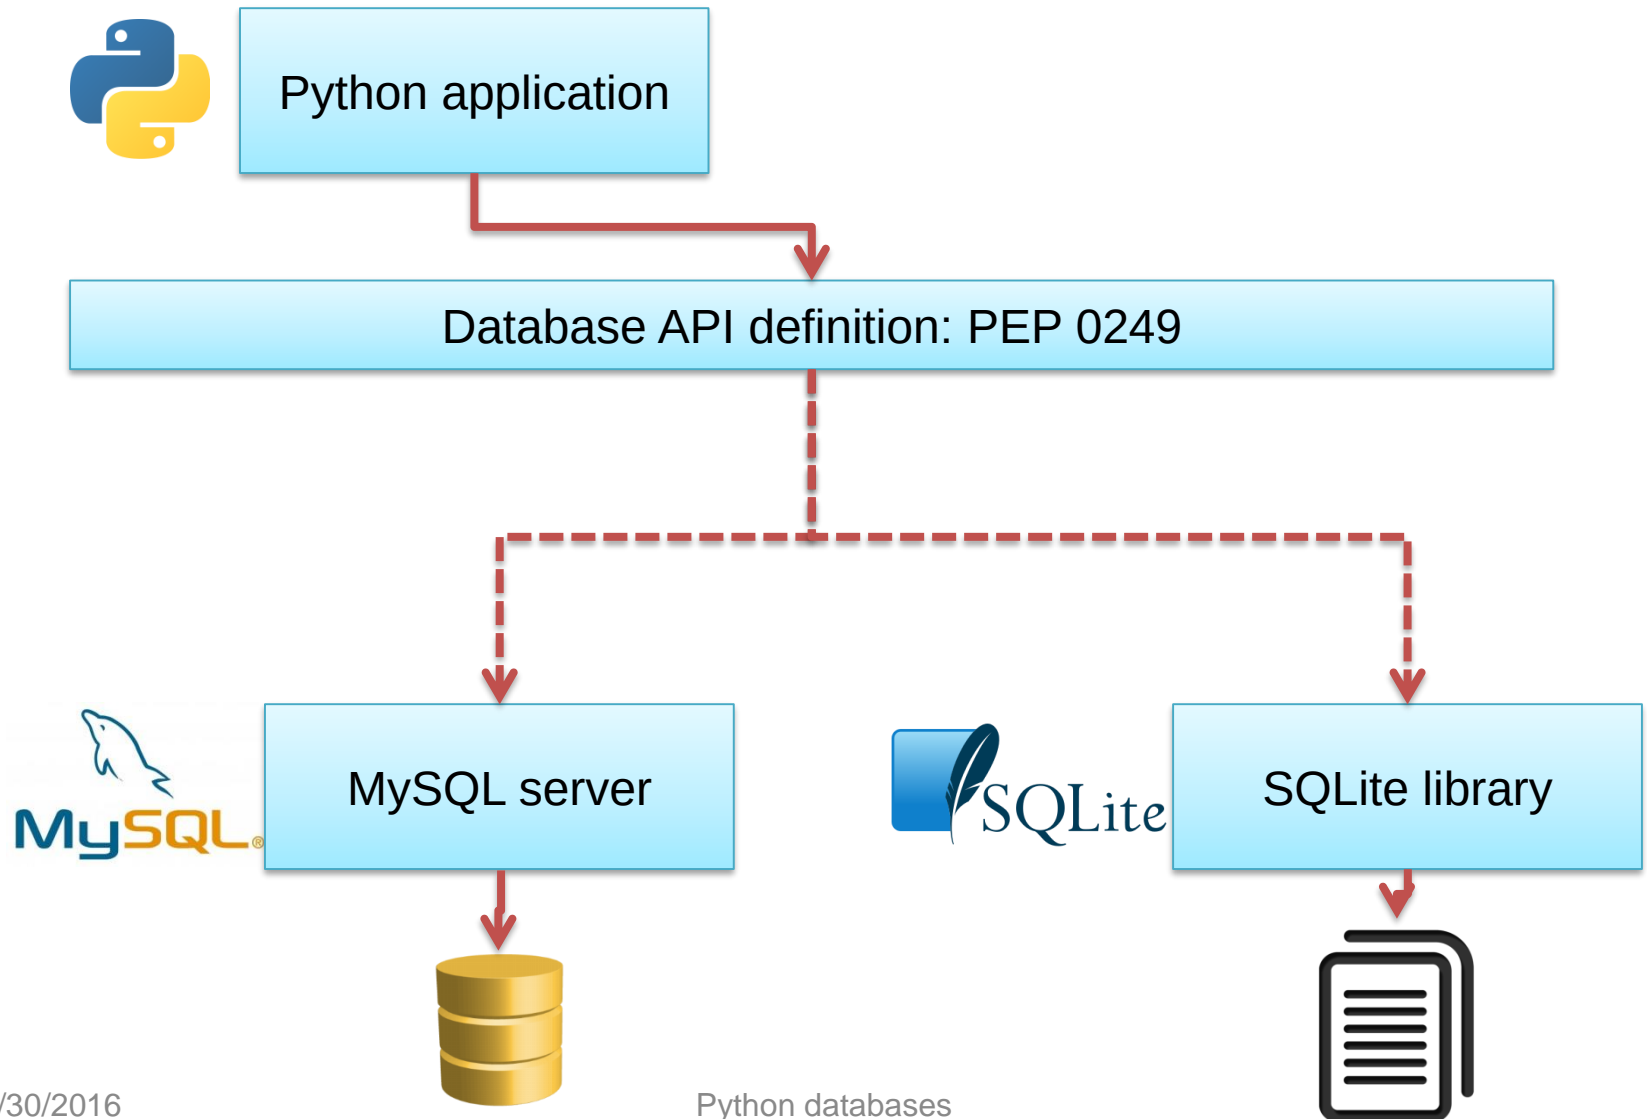 Python application
Database API definition: PEP 0249
MySQL®
MySQL server
SQLite
SQLite library
/30/2016
Python databases